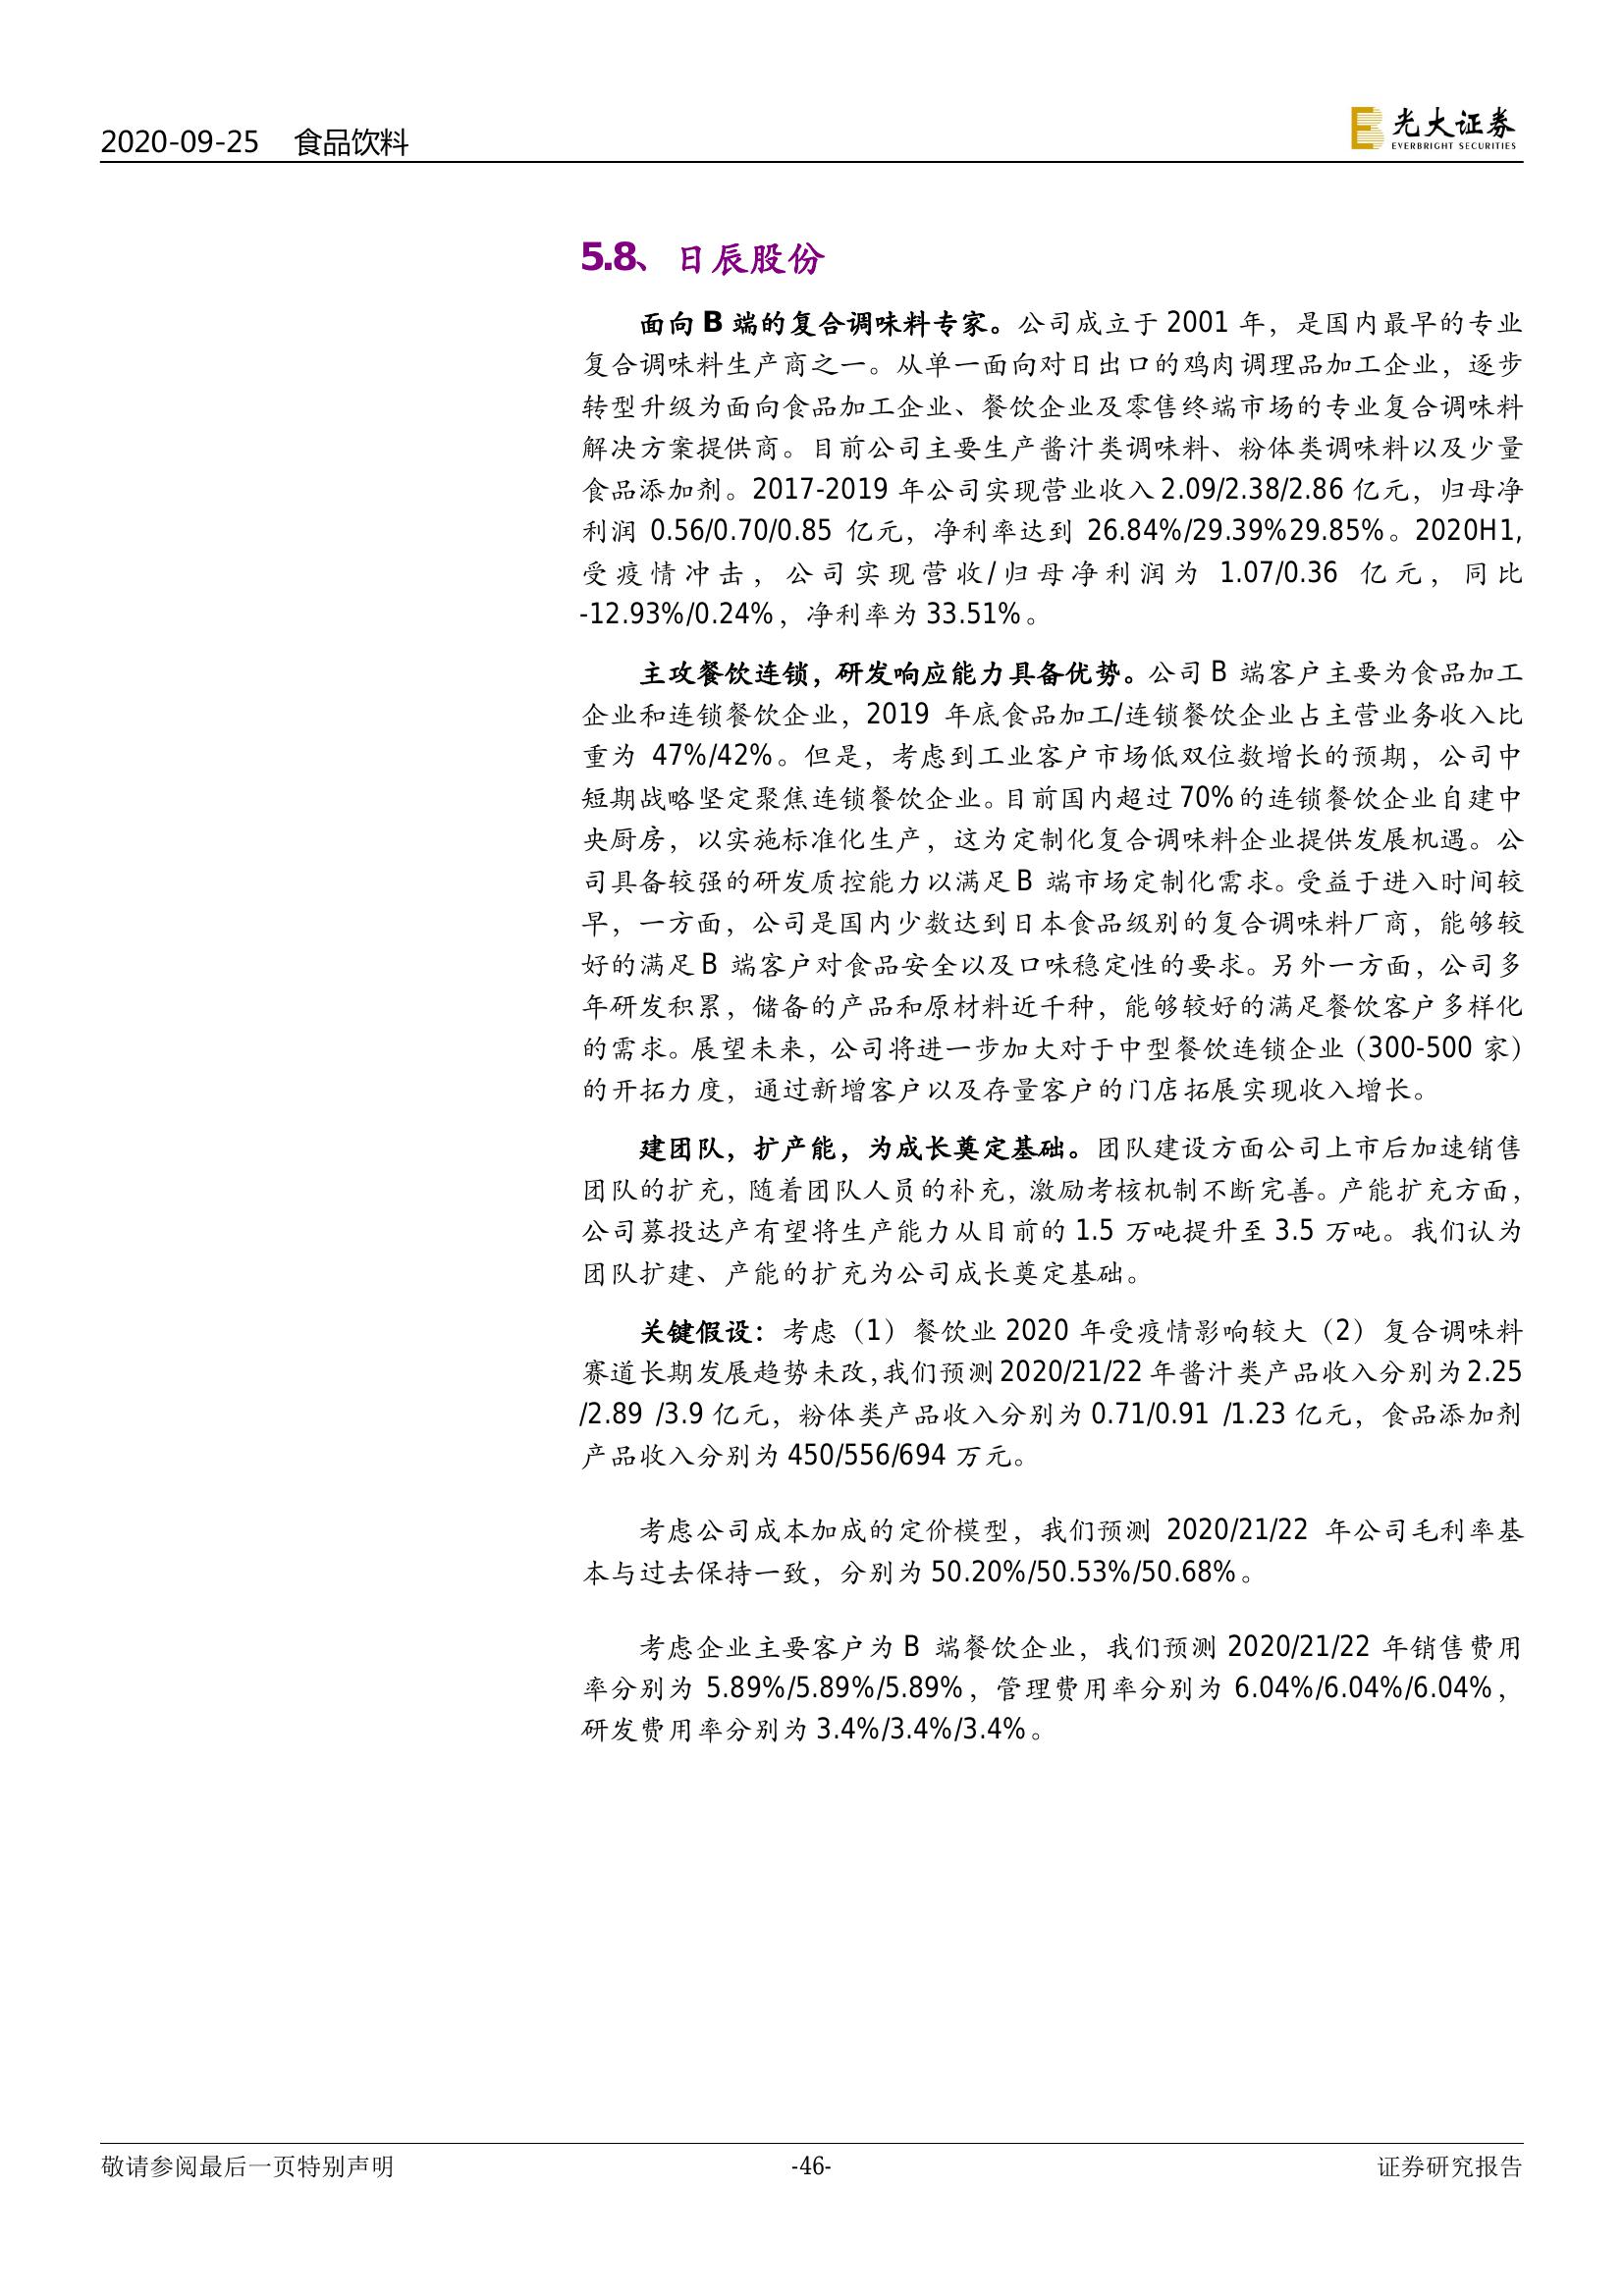 2020-09-25 食品饮料
光大证券
EVERBRIGHT SECURITIES
5.8、日辰股份
面向 B 端的复合调味料专家。公司成立于 2001 年，是国内最早的专业
复合调味料生产商之一。从单一面向对日出口的鸡肉调理品加工企业，逐步
转型升级为面向食品加工企业、餐饮企业及零售终端市场的专业复合调味料
解决方案提供商。目前公司主要生产酱汁类调味料、粉体类调味料以及少量
食品添加剂。2017-2019 年公司实现营业收入 2.09/2.38/2.86 亿元，归母净
利润 0.56/0.70/0.85 亿元，净利率达到 26.84%/29.39%29.85%。2020H1,
受疫情冲击，公司实现营收/归母净利润为 1.07/0.36 亿元，同比
-12.93%/0.24%，净利率为 33.51%。
主攻餐饮连锁，研发响应能力具备优势。公司 B 端客户主要为食品加工
企业和连锁餐饮企业，2019 年底食品加工/连锁餐饮企业占主营业务收入比
重为 47%/42%。但是，考虑到工业客户市场低双位数增长的预期，公司中
短期战略坚定聚焦连锁餐饮企业。目前国内超过 70%的连锁餐饮企业自建中
央厨房，以实施标准化生产，这为定制化复合调味料企业提供发展机遇。公
司具备较强的研发质控能力以满足 B 端市场定制化需求。受益于进入时间较
早，一方面，公司是国内少数达到日本食品级别的复合调味料厂商，能够较
好的满足 B 端客户对食品安全以及口味稳定性的要求。另外一方面，公司多
年研发积累，储备的产品和原材料近千种，能够较好的满足餐饮客户多样化
的需求。展望未来，公司将进一步加大对于中型餐饮连锁企业（300-500 家）
的开拓力度，通过新增客户以及存量客户的门店拓展实现收入增长。
建团队，扩产能，为成长奠定基础。团队建设方面公司上市后加速销售
团队的扩充，随着团队人员的补充，激励考核机制不断完善。产能扩充方面，
公司募投达产有望将生产能力从目前的 1.5 万吨提升至 3.5 万吨。我们认为
团队扩建、产能的扩充为公司成长奠定基础。
关键假设：考虑（1）餐饮业 2020 年受疫情影响较大（2）复合调味料
赛道长期发展趋势未改，我们预测 2020/21/22 年酱汁类产品收入分别为 2.25
/2.89 /3.9 亿元，粉体类产品收入分别为 0.71/0.91 /1.23 亿元，食品添加剂
产品收入分别为 450/556/694 万元。
考虑公司成本加成的定价模型，我们预测 2020/21/22 年公司毛利率基
本与过去保持一致，分别为 50.20%/50.53%/50.68%。
考虑企业主要客户为 B 端餐饮企业，我们预测 2020/21/22 年销售费用
率分别为 5.89%/5.89%/5.89%，管理费用率分别为 6.04%/6.04%/6.04%，
研发费用率分别为 3.4%/3.4%/3.4%。
敬请参阅最后一页特别声明 -46- 证券研究报告